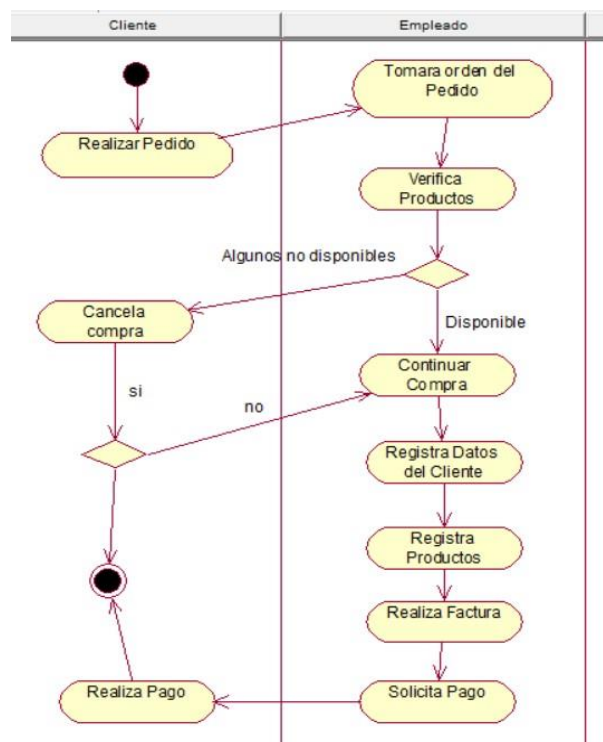 Cliente
Empleado
Tomara orden del
Pedido
Realizar Pedido
Verifica
Productos
Algunos no disponibles
Cancela
compra
Disponible
Continuar
Compra
si
no
Registra Datos
del Cliente
Registra
Productos
Realiza Factura
Realiza Pago
Solicita Pago